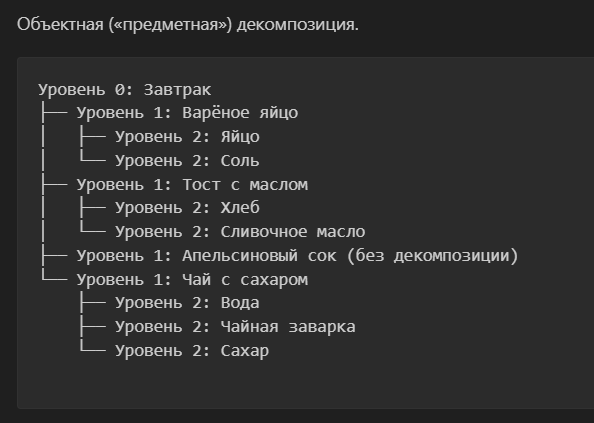 Объектная («предметная») декомпозиция.
Уровень 0: Завтрак
├── Уровень 1: Варёное яйцо
│   ├── Уровень 2: Яйцо
│   └── Уровень 2: Соль
├── Уровень 1: Тост с маслом
│   ├── Уровень 2: Хлеб
│   └── Уровень 2: Сливочное масло
├── Уровень 1: Апельсиновый сок (без декомпозиции)
└── Уровень 1: Чай с сахаром
    ├── Уровень 2: Вода
    ├── Уровень 2: Чайная заварка
    └── Уровень 2: Сахар